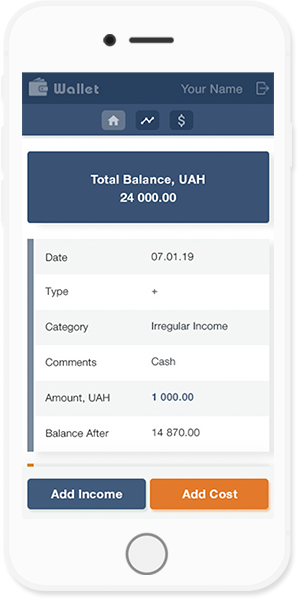 Wallet
Your Name
$
Total Balance, UAH
24 000.00
Date 07.01.19
Type +
Category Irregular Income
Comments Cash
Amount, UAH 1 000.00
Balance After 14 870.00
Add Income Add Cost